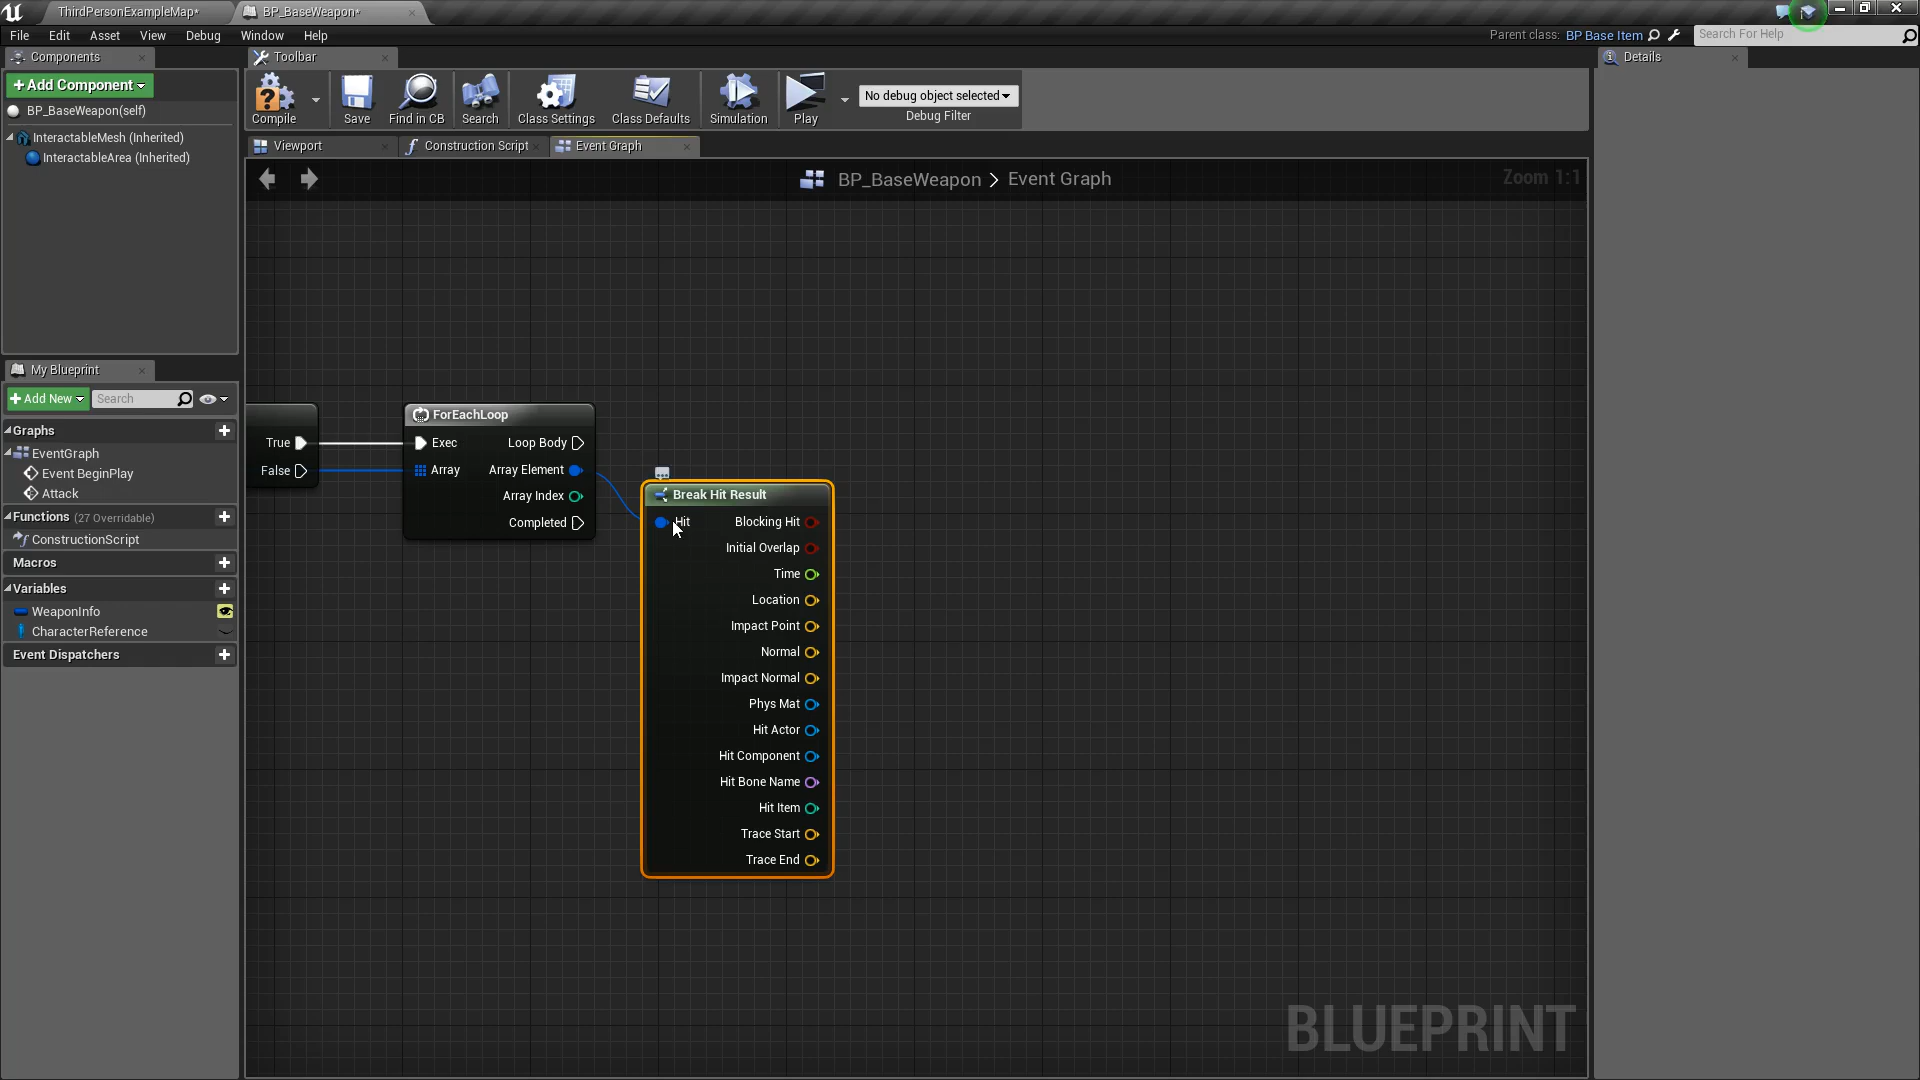 ThirdPersonExampleMap*
BP_BaseWeapon*
File Edit Asset View Debug Window Help
Parent class: BP Base Item
Search For Help
Components
Toolbar
Details
+Add Component
BP_BaseWeapon(self)
InteractableMesh (Inherited)
InteractableArea (Inherited)
Compile
Save
Find in CB
Search
Class Settings
Class Defaults
Simulation
Play
No debug object selected
Debug Filter
Viewport
Construction Script
Event Graph
BP_BaseWeapon > Event Graph
Zoom 1:1
My Blueprint
+Add New
Search
Graphs
EventGraph
Event BeginPlay
Attack
Functions (27 Overridable)
ConstructionScript
Macros
Variables
WeaponInfo
CharacterReference
Event Dispatchers
True
False
ForEachLoop
Exec
Loop Body
Array
Array Element
Array Index
Completed
Break Hit Result
Hit
Blocking Hit
Initial Overlap
Time
Location
Impact Point
Normal
Impact Normal
Phys Mat
Hit Actor
Hit Component
Hit Bone Name
Hit Item
Trace Start
Trace End
BLUEPRINT